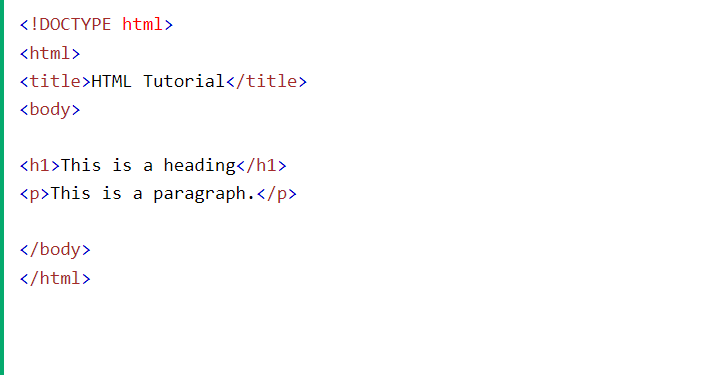 <!DOCTYPE html>
<html>
<title>HTML Tutorial</title>
<body>
<h1>This is a heading</h1>
<p>This is a paragraph.</p>
</body>
</html>